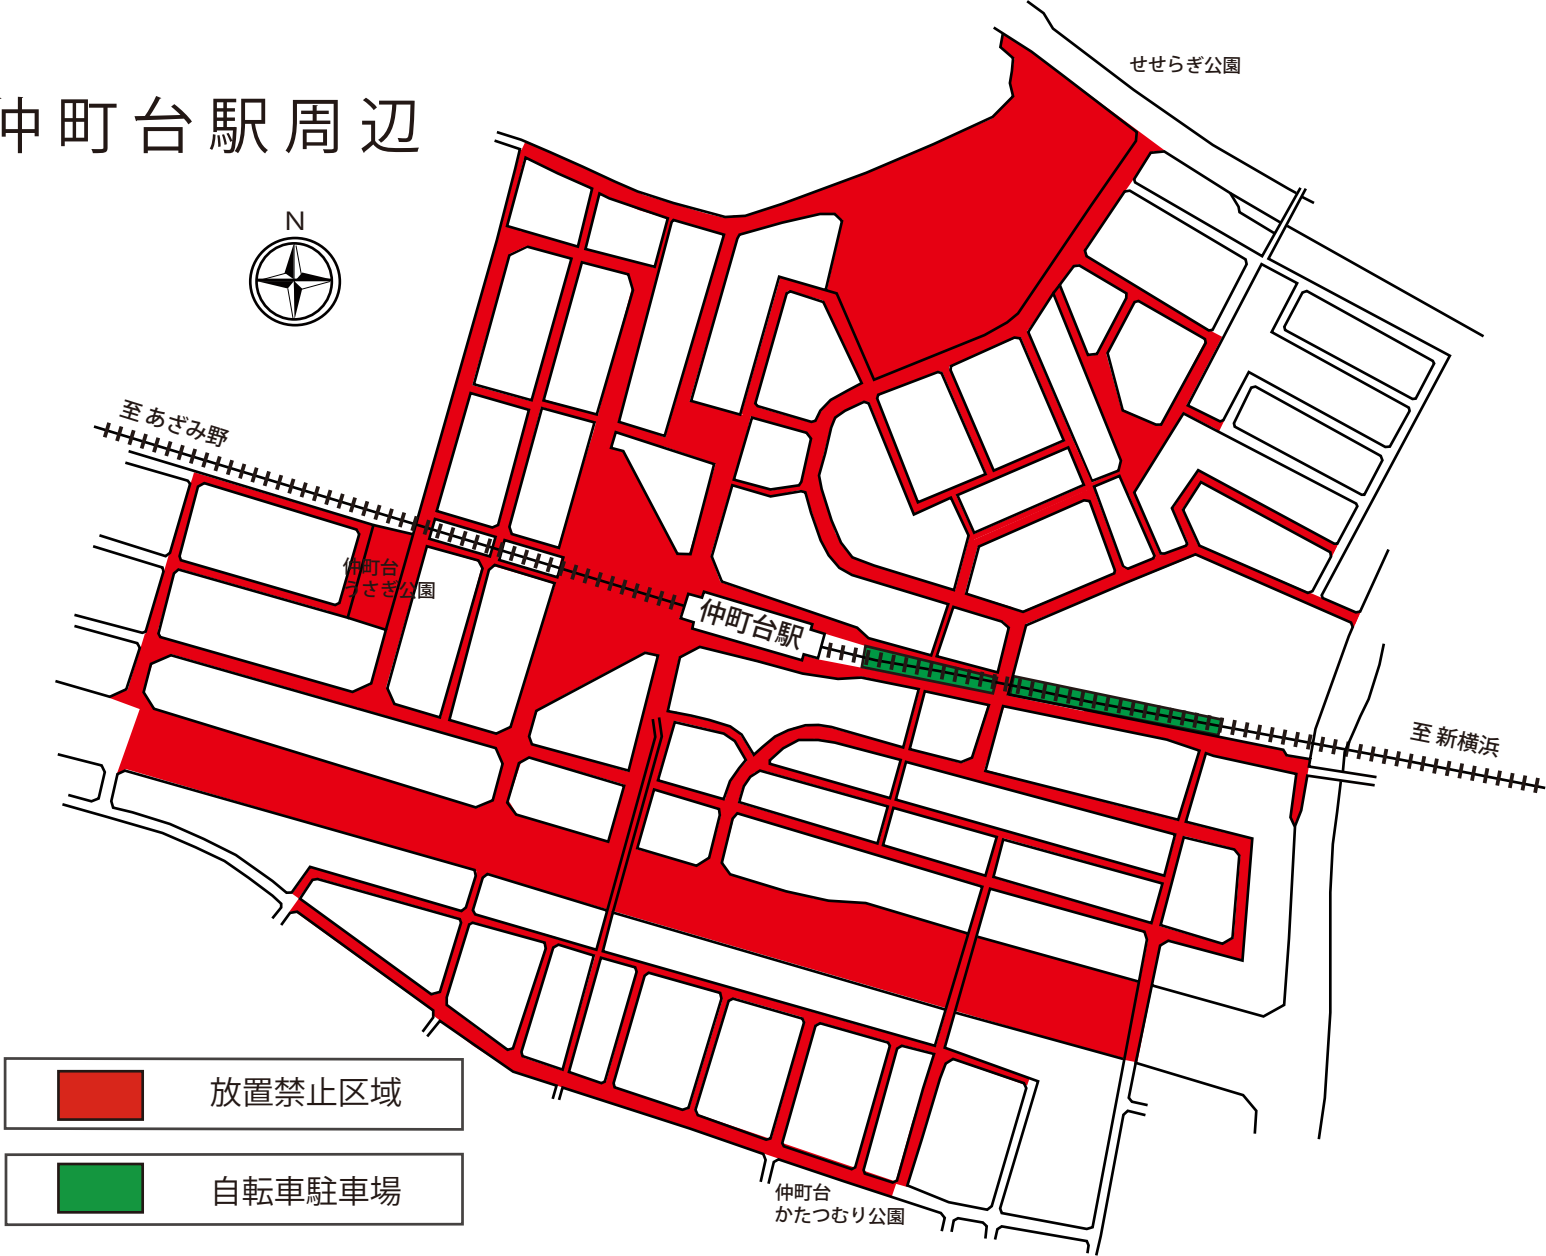 せせらぎ公園
仲町台駅周辺
N
至 あざみ野
仲町台
うさぎ公園
仲町台駅
至 新横浜
放置禁止区域
自転車駐車場
仲町台
かたつむり公園